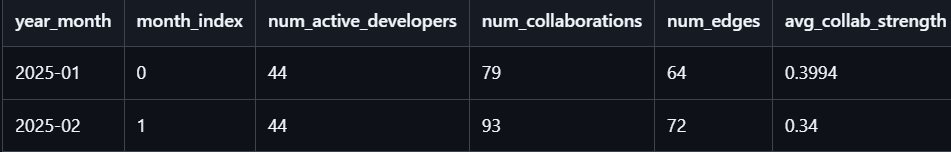 year_month month_index num_active_developers num_collaborations num_edges avg_collab_strength
2025-01 0 44 79 64 0.3994
2025-02 1 44 93 72 0.34